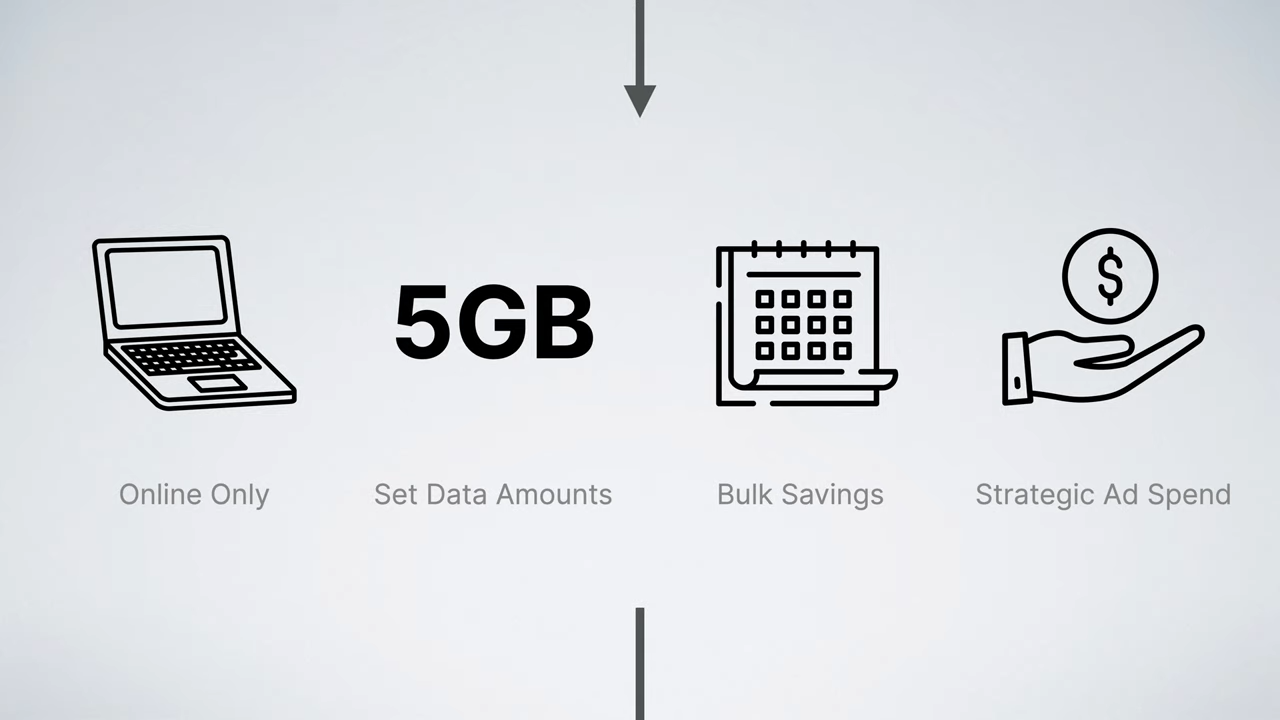 5GB
Online Only
Set Data Amounts
Bulk Savings
Strategic Ad Spend